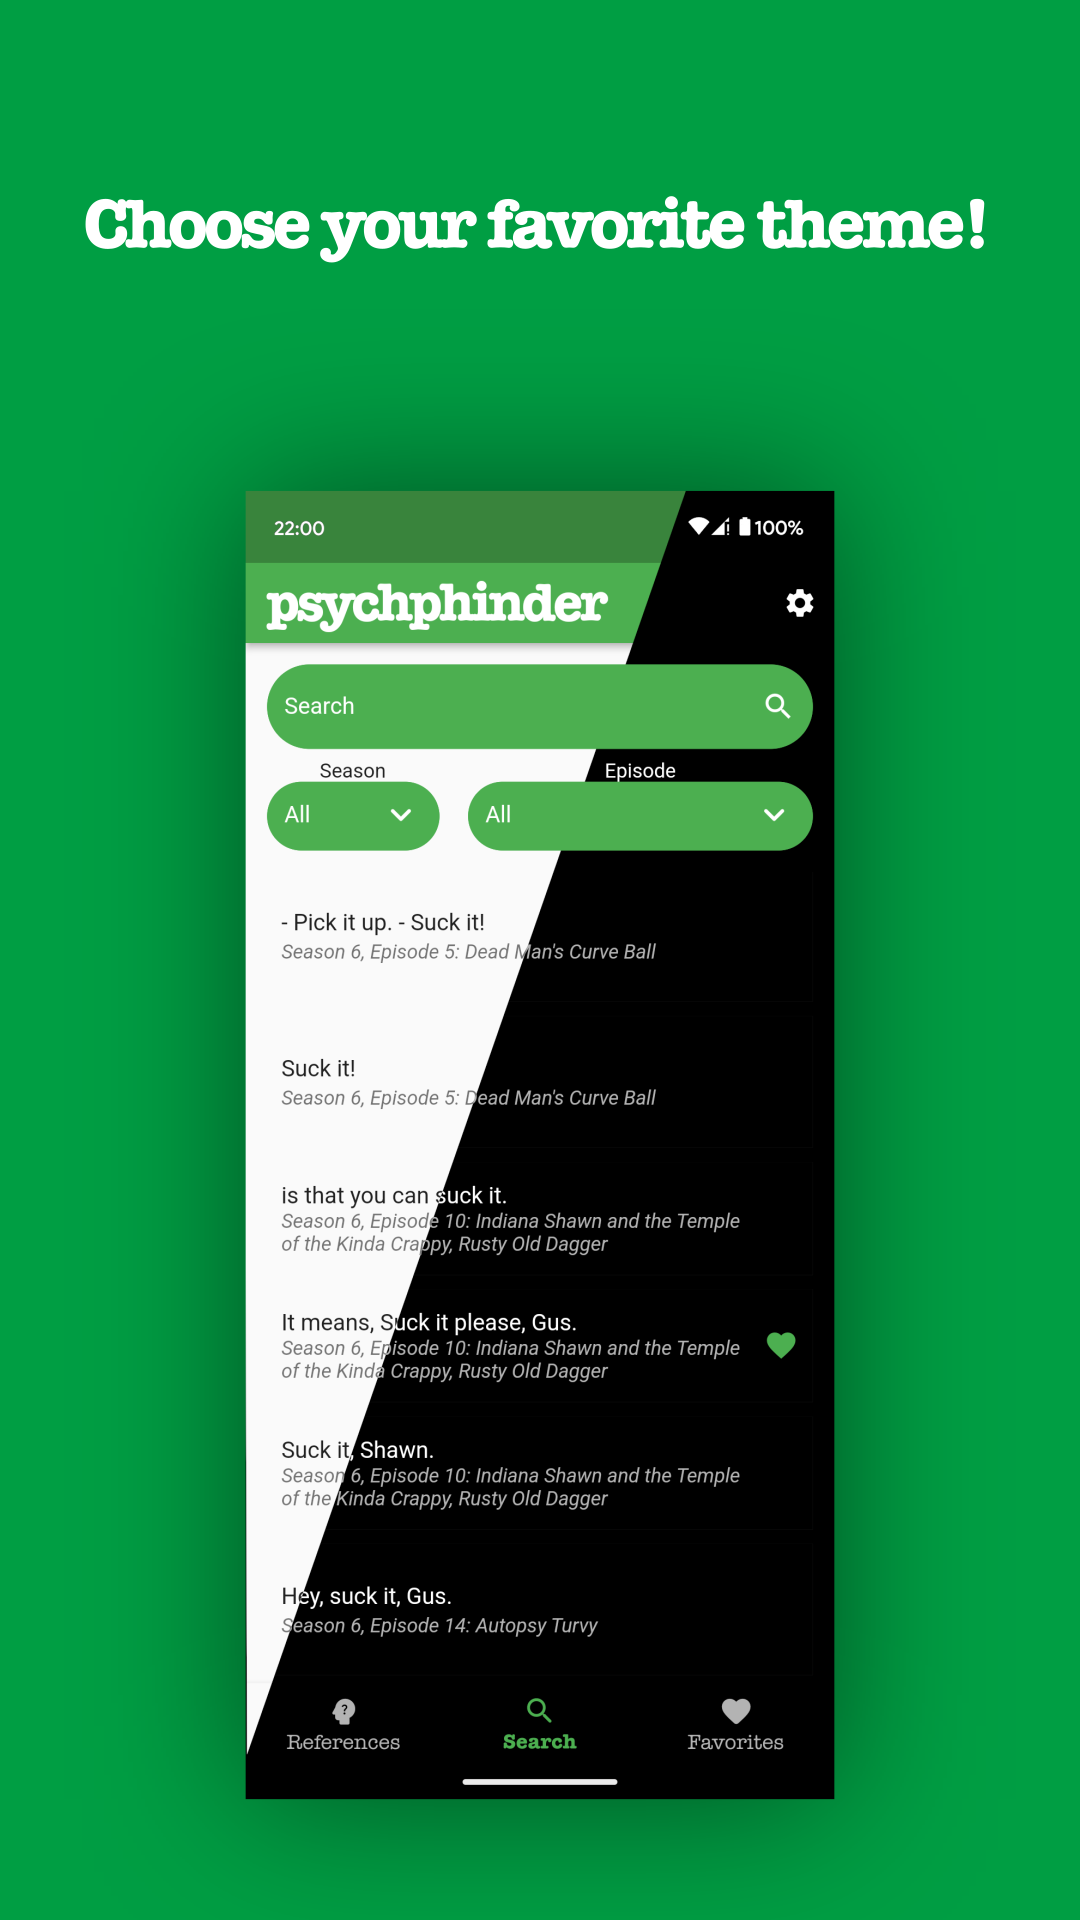 Choose your favorite theme!
22:00
100%
psychphinder
Search
Season
Episode
All
All
- Pick it up. - Suck it!
Season 6, Episode 5: Dead Man's Curve Ball
Suck it!
Season 6, Episode 5: Dead Man's Curve Ball
is that you can suck it.
Season 6, Episode 10: Indiana Shawn and the Temple
of the Kinda Crappy, Rusty Old Dagger
It means, Suck it please, Gus.
Season 6, Episode 10: Indiana Shawn and the Temple
of the Kinda Crappy, Rusty Old Dagger
Suck it, Shawn.
Season 6, Episode 10: Indiana Shawn and the Temple
of the Kinda Crappy, Rusty Old Dagger
Hey, suck it, Gus.
Season 6, Episode 14: Autopsy Turvy
References
Search
Favorites